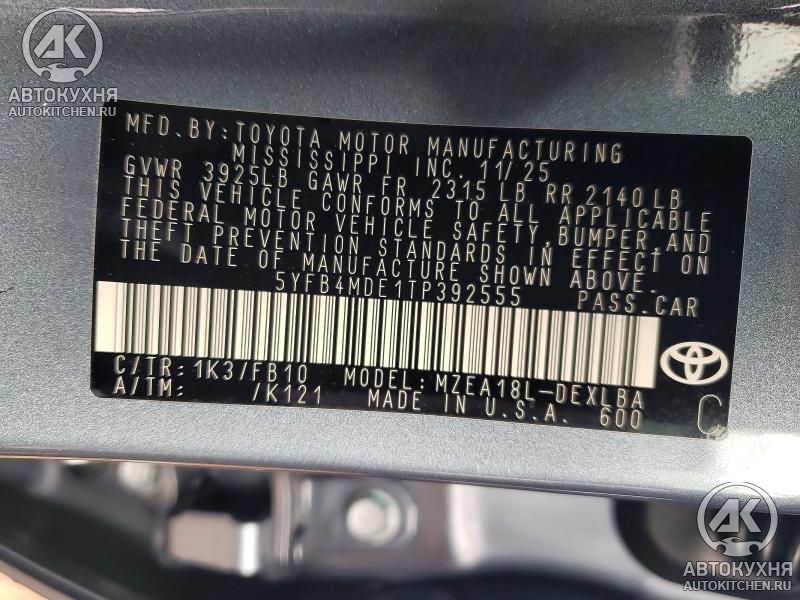 AK
АВТОКУХНЯ
AUTOKITCHEN.RU
MFD.BY:TOYOTA MOTOR MANUFACTURING
MISSISSIPPI INC. 11/25
GVWR 3925LB GAWR FR 2315 LB RR 2140 LB
THIS VEHICLE CONFORMS TO ALL APPLICABLE
FEDERAL MOTOR VEHICLE SAFETY,BUMPER,AND
THEFT PREVENTION STANDARDS IN EFFECT ON
THE DATE OF MANUFACTURE SHOWN ABOVE.
5YFB4MDE1TP392555 PASS.CAR
C/TR: 1K3/FB10 MODEL: MZEA18L-DEXLBA
A/TM: /K121 MADE IN U.S.A. 600
C
AK
АВТОКУХНЯ
AUTOKITCHEN.RU